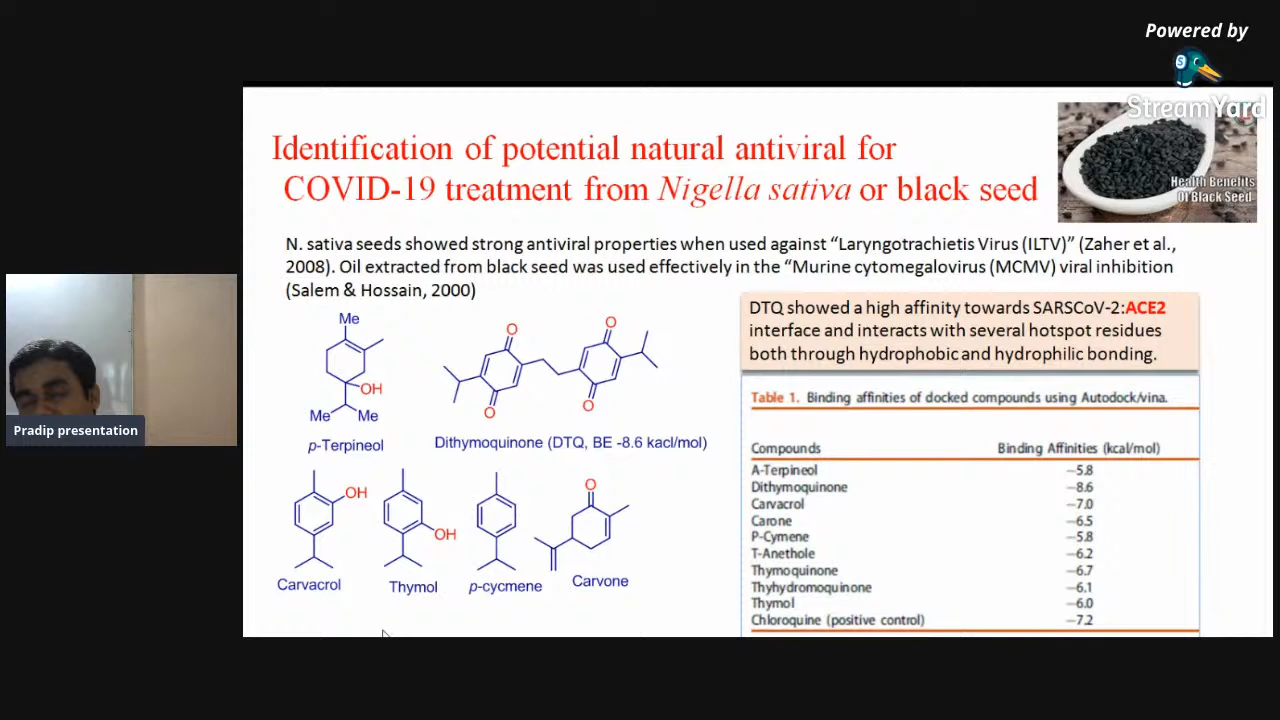 Powered by
S
StreamYard
Identification of potential natural antiviral for
COVID-19 treatment from Nigella sativa or black seed
Health Benefits
Of Black Seed
N. sativa seeds showed strong antiviral properties when used against “Laryngotrachietis Virus (ILTV)” (Zaher et al.,
2008). Oil extracted from black seed was used effectively in the “Murine cytomegalovirus (MCMV) viral inhibition
(Salem & Hossain, 2000)
DTQ showed a high affinity towards SARSCoV-2:ACE2
interface and interacts with several hotspot residues
both through hydrophobic and hydrophilic bonding.
Me
OH
Me Me
p-Terpineol
O O
O O
Dithymoquinone (DTQ, BE -8.6 kacl/mol)
OH
Carvacrol
OH
Thymol
p-cycmene
O
Carvone
Table 1. Binding affinities of docked compounds using Autodock/vina.
Compounds Binding Affinities (kcal/mol)
A-Terpineol −5.8
Dithymoquinone −8.6
Carvacrol −7.0
Carone −6.5
P-Cymene −5.8
T-Anethole −6.2
Thymoquinone −6.7
Thyhydromoquinone −6.1
Thymol −6.0
Chloroquine (positive control) −7.2
Pradip presentation